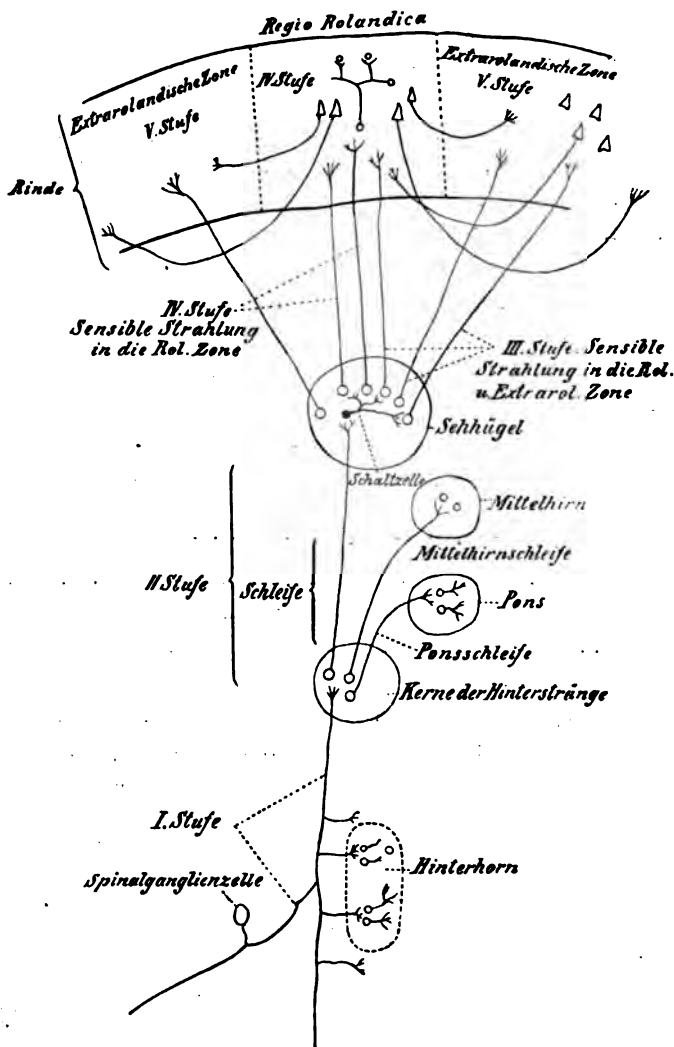 Regio Rolandica
Extrarolandische Zone
V. Stufe
IV. Stufe
Extrarolandische Zone
V. Stufe
Rinde
IV. Stufe
Sensible Strahlung
in die Rol. Zone
III. Stufe. Sensible
Strahlung in die Rol.
u. Extrarol. Zone
Sehhügel
Schaltzelle
Mittelhirn
Mittelhirnschleife
II Stufe
Schleife
Pons
Ponsschleife
Kerne der Hinterstränge
I. Stufe
Spinalganglienzelle
Hinterhorn